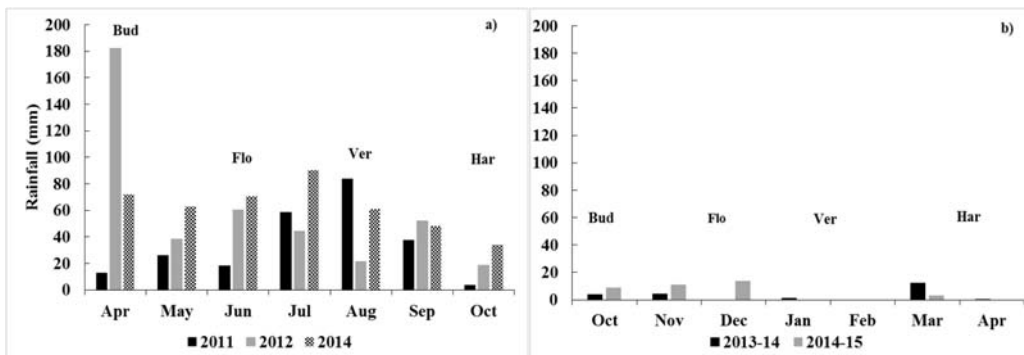 a)
Bud
Flo
Ver
Har
Rainfall (mm)
200
180
160
140
120
100
80
60
40
20
0
Apr May Jun Jul Aug Sep Oct
2011 2012 2014
b)
200
180
160
140
120
100
80
60
40
20
0
Bud Flo Ver Har
Oct Nov Dec Jan Feb Mar Apr
2013-14 2014-15